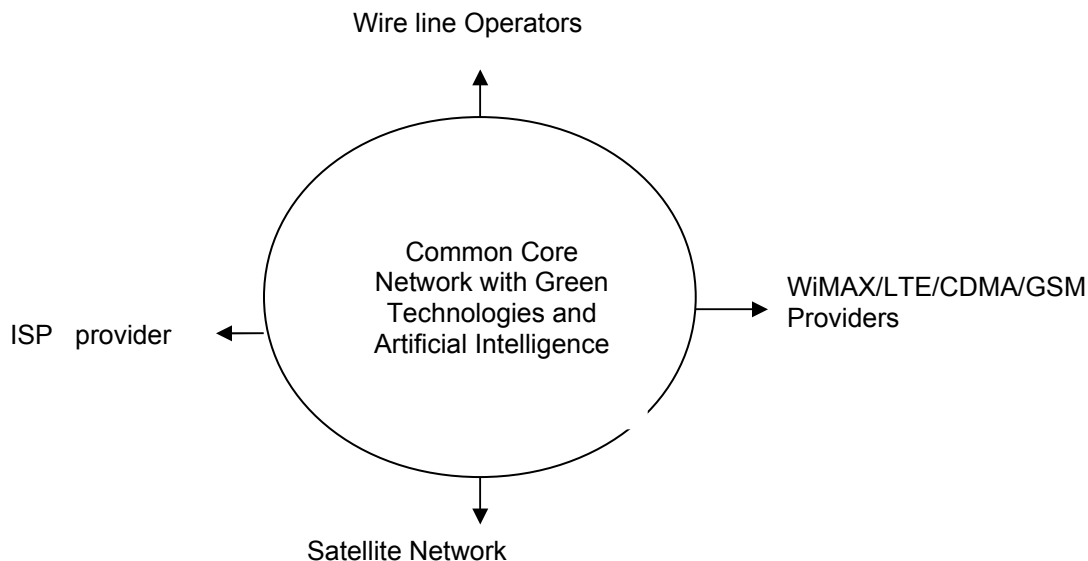 Wire line Operators
Common Core
Network with Green
Technologies and
Artificial Intelligence
WiMAX/LTE/CDMA/GSM
Providers
ISP provider
Satellite Network